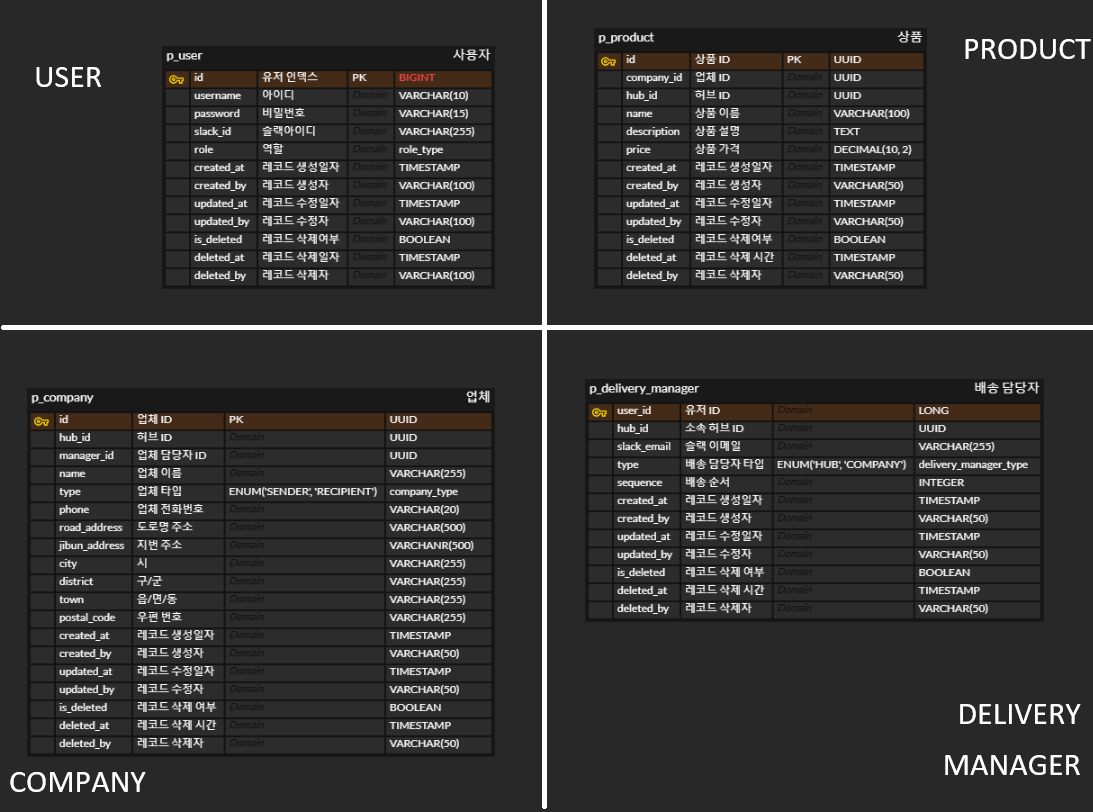 USER
p_user 사용자
id 유저 인덱스 PK BIGINT
username 아이디 Domain VARCHAR(10)
password 비밀번호 Domain VARCHAR(15)
slack_id 슬랙아이디 Domain VARCHAR(255)
role 역할 Domain role_type
created_at 레코드 생성일자 Domain TIMESTAMP
created_by 레코드 생성자 Domain VARCHAR(100)
updated_at 레코드 수정일자 Domain TIMESTAMP
updated_by 레코드 수정자 Domain VARCHAR(100)
is_deleted 레코드 삭제여부 Domain BOOLEAN
deleted_at 레코드 삭제일자 Domain TIMESTAMP
deleted_by 레코드 삭제자 Domain VARCHAR(100)
PRODUCT
p_product 상품
id 상품 ID PK UUID
company_id 업체 ID Domain UUID
hub_id 허브 ID Domain UUID
name 상품 이름 Domain VARCHAR(100)
description 상품 설명 Domain TEXT
price 상품 가격 Domain DECIMAL(10, 2)
created_at 레코드 생성일자 Domain TIMESTAMP
created_by 레코드 생성자 Domain VARCHAR(50)
updated_at 레코드 수정일자 Domain TIMESTAMP
updated_by 레코드 수정자 Domain VARCHAR(50)
is_deleted 레코드 삭제여부 Domain BOOLEAN
deleted_at 레코드 삭제 시간 Domain TIMESTAMP
deleted_by 레코드 삭제자 Domain VARCHAR(50)
p_company 업체
id 업체 ID PK UUID
hub_id 허브 ID Domain UUID
manager_id 업체 담당자 ID Domain UUID
name 업체 이름 Domain VARCHAR(255)
type 업체 타입 ENUM('SENDER', 'RECIPIENT') company_type
phone 업체 전화번호 Domain VARCHAR(20)
road_address 도로명 주소 Domain VARCHAR(500)
jibun_address 지번 주소 Domain VARCHANR(500)
city 시 Domain VARCHAR(255)
district 구/군 Domain VARCHAR(255)
town 읍/면/동 Domain VARCHAR(255)
postal_code 우편 번호 Domain VARCHAR(255)
created_at 레코드 생성일자 Domain TIMESTAMP
created_by 레코드 생성자 Domain VARCHAR(50)
updated_at 레코드 수정일자 Domain TIMESTAMP
updated_by 레코드 수정자 Domain VARCHAR(50)
is_deleted 레코드 삭제 여부 Domain BOOLEAN
deleted_at 레코드 삭제 시간 Domain TIMESTAMP
deleted_by 레코드 삭제자 Domain VARCHAR(50)
COMPANY
p_delivery_manager 배송 담당자
user_id 유저 ID Domain LONG
hub_id 소속 허브 ID Domain UUID
slack_email 슬랙 이메일 Domain VARCHAR(255)
type 배송 담당자 타입 ENUM('HUB', 'COMPANY') delivery_manager_type
sequence 배송 순서 Domain INTEGER
created_at 레코드 생성일자 Domain TIMESTAMP
created_by 레코드 생성자 Domain VARCHAR(50)
updated_at 레코드 수정일자 Domain TIMESTAMP
updated_by 레코드 수정자 Domain VARCHAR(50)
is_deleted 레코드 삭제 여부 Domain BOOLEAN
deleted_at 레코드 삭제 시간 Domain TIMESTAMP
deleted_by 레코드 삭제자 Domain VARCHAR(50)
DELIVERY
MANAGER